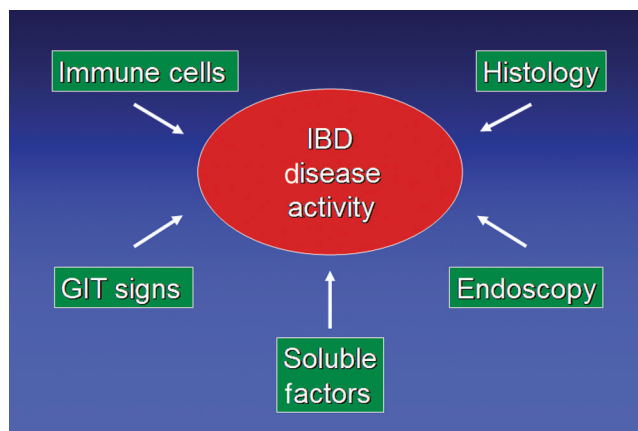 Immune cells
Histology
IBD
disease
activity
GIT signs
Endoscopy
Soluble
factors